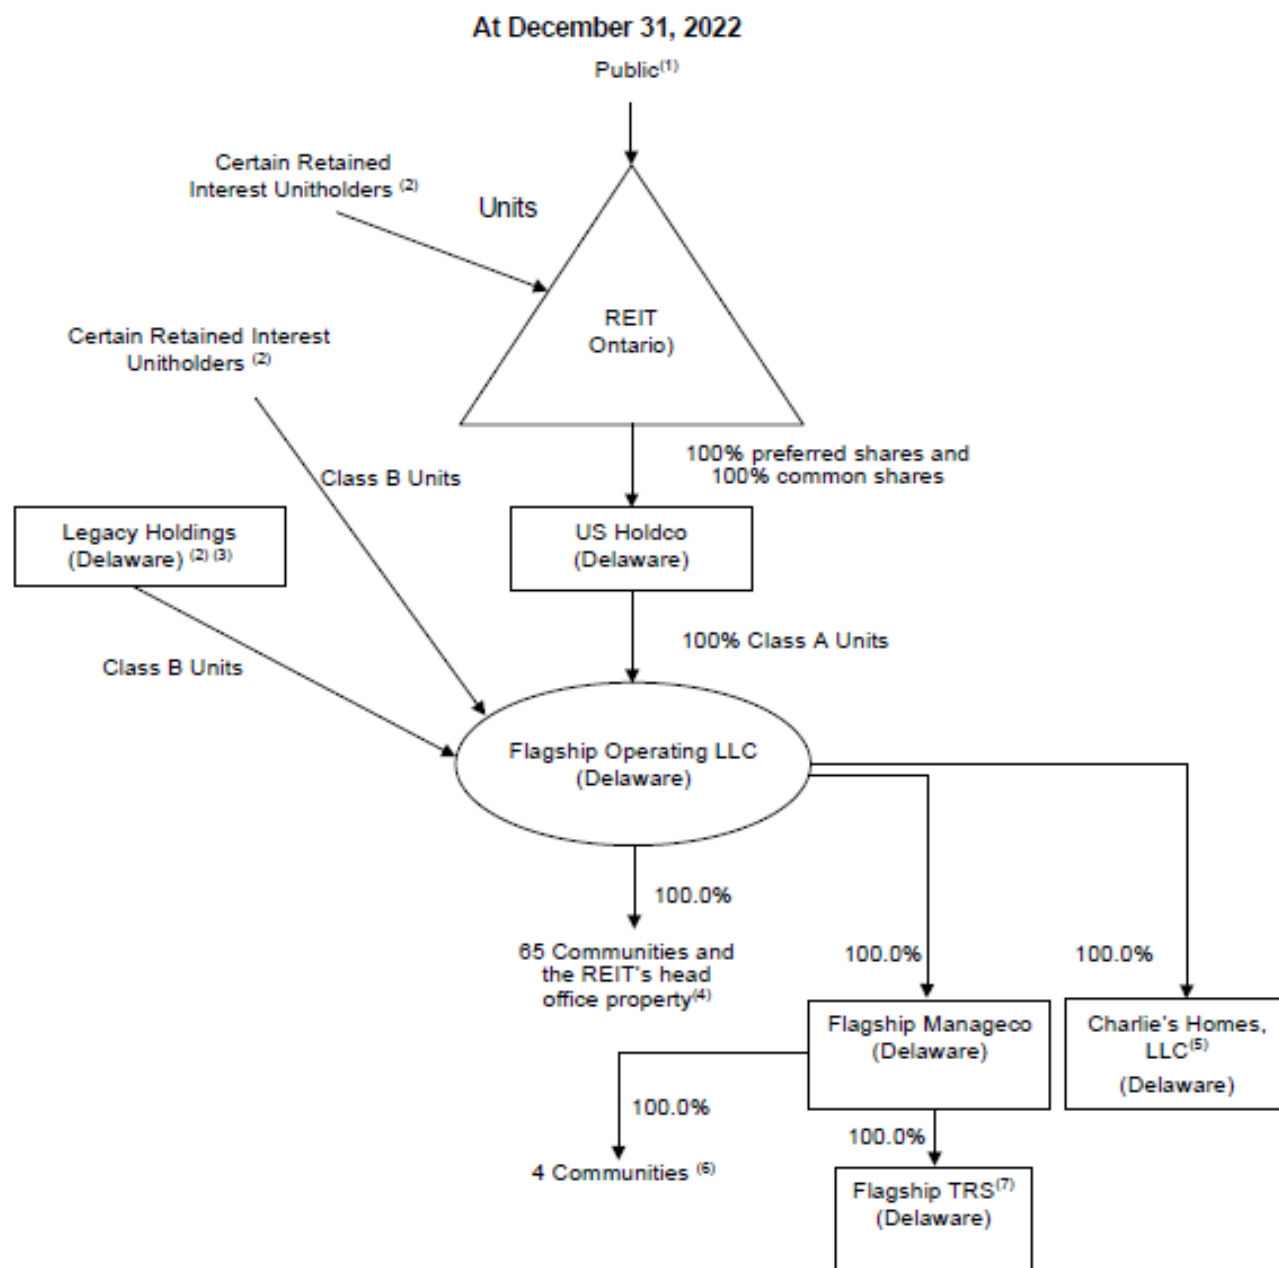 At December 31, 2022
Public(1)
Certain Retained
Interest Unitholders (2)
Units
REIT
Ontario)
Certain Retained Interest
Unitholders (2)
100% preferred shares and
100% common shares
Class B Units
Legacy Holdings
(Delaware) (2) (3)
US Holdco
(Delaware)
100% Class A Units
Class B Units
Flagship Operating LLC
(Delaware)
100.0%
65 Communities and
the REIT's head
office property(4)
100.0%
100.0%
Flagship Manageco
(Delaware)
Charlie's Homes,
LLC(5)
(Delaware)
100.0%
100.0%
4 Communities (6)
Flagship TRS(7)
(Delaware)